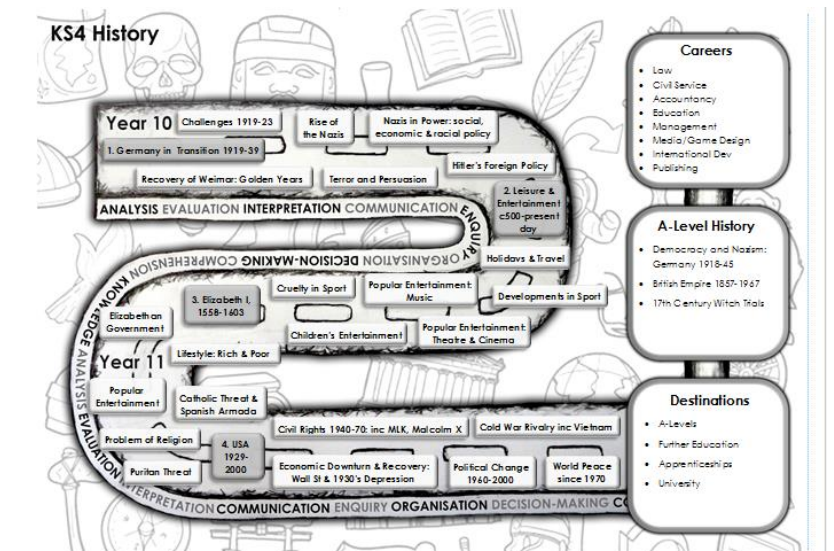 KS4 History
Year 10
Challenges 1919-23
Rise of
the Nazis
Nazis in Power: social,
economic & racial policy
1. Germany in Transition 1919-39
Hitler's Foreign Policy
Recovery of Weimar: Golden Years
Terror and Persuasion
2. Leisure &
Entertainment
c500-present
day
ANALYSIS EVALUATION INTERPRETATION COMMUNICATION ENQUIRY ORGANISATION DECISION-MAKING COMPREHENSION KNOWLEDGE ANALYSIS EVALUATION INTERPRETATION COMMUNICATION ENQUIRY ORGANISATION DECISION-MAKING CO
Holidays & Travel
Developments in Sport
Popular Entertainment:
Music
Cruelty in Sport
Popular Entertainment:
Theatre & Cinema
Children's Entertainment
3. Elizabeth I,
1558-1603
Elizabethan
Government
Year 11
Lifestyle: Rich & Poor
Popular
Entertainment
Catholic Threat &
Spanish Armada
Problem of Religion
Puritan Threat
4. USA
1929-
2000
Civil Rights 1940-70: inc MLK, Malcolm X
Cold War Rivalry inc Vietnam
Economic Downturn & Recovery:
Wall St & 1930's Depression
Political Change
1960-2000
World Peace
since 1970
Careers
• Law
• Civil Service
• Accountancy
• Education
• Management
• Media/Game Design
• International Dev
• Publishing
A-Level History
• Democracy and Nazism:
Germany 1918-45
• British Empire 1857-1967
• 17th Century Witch Trials
Destinations
• A-Levels
• Further Education
• Apprenticeships
• University